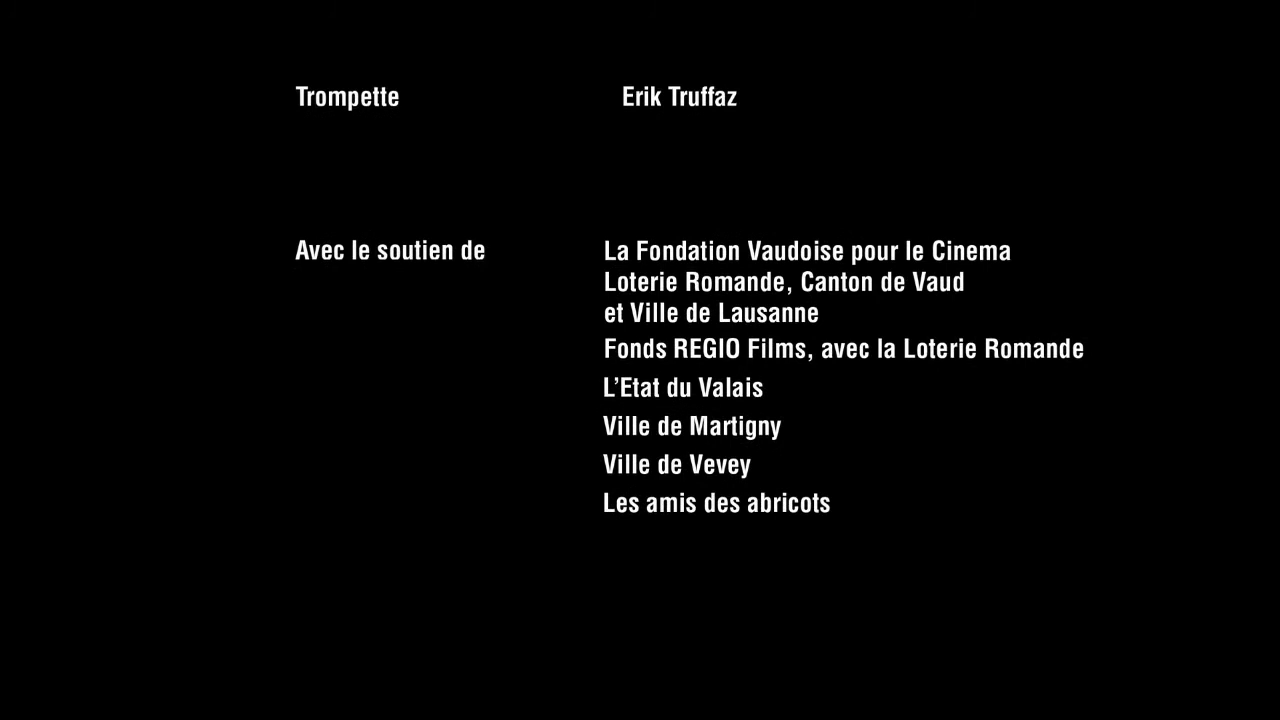 Trompette Erik Truffaz
Avec le soutien de La Fondation Vaudoise pour le Cinema
Loterie Romande, Canton de Vaud
et Ville de Lausanne
Fonds REGIO Films, avec la Loterie Romande
L’Etat du Valais
Ville de Martigny
Ville de Vevey
Les amis des abricots